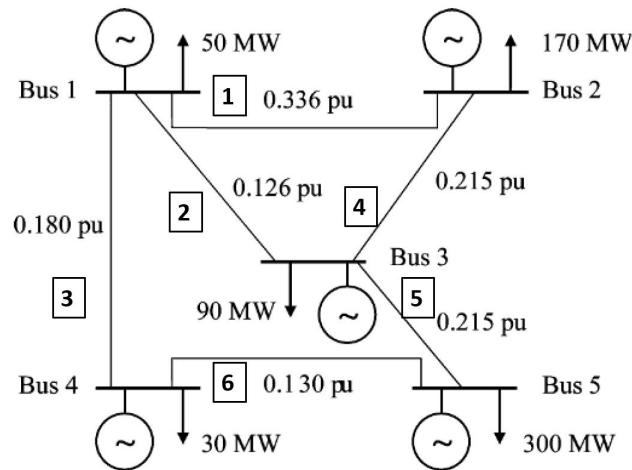 50 MW
170 MW
Bus 1
1
0.336 pu
Bus 2
~
~
0.180 pu
2
0.126 pu
4
0.215 pu
Bus 3
3
90 MW
~
5
0.215 pu
Bus 4
6
0.130 pu
Bus 5
~
30 MW
~
300 MW